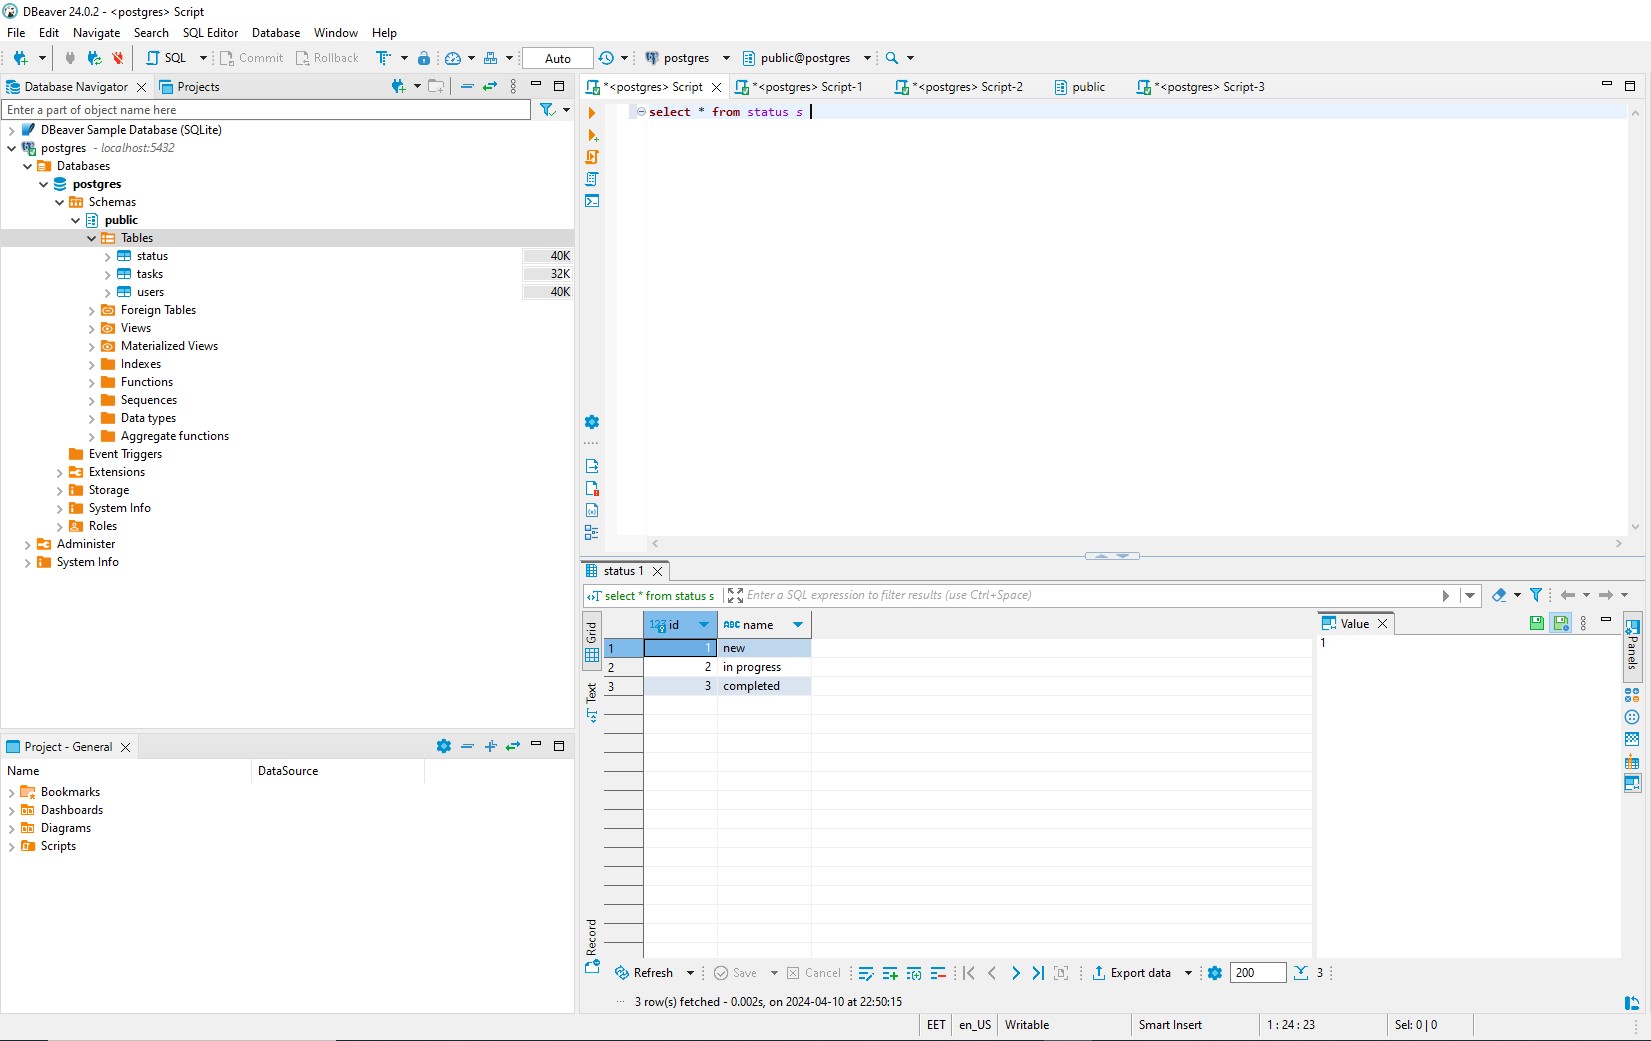 DBeaver 24.0.2 - <postgres> Script
File Edit Navigate Search SQL Editor Database Window Help
SQL Commit Rollback Auto postgres public@postgres
Database Navigator Projects
Enter a part of object name here
DBeaver Sample Database (SQLite)
postgres - localhost:5432
Databases
postgres
Schemas
public
Tables
status 40K
tasks 32K
users 40K
Foreign Tables
Views
Materialized Views
Indexes
Functions
Sequences
Data types
Aggregate functions
Event Triggers
Extensions
Storage
System Info
Roles
Administer
System Info
Project - General
Name DataSource
Bookmarks
Dashboards
Diagrams
Scripts
*<postgres> Script *<postgres> Script-1 *<postgres> Script-2 public *<postgres> Script-3
select * from status s
status 1
select * from status s Enter a SQL expression to filter results (use Ctrl+Space)
Grid
Text
Record
123 id ABC name
1 1 new
2 2 in progress
3 3 completed
Value
1
Panels
Refresh Save Cancel Export data 200 3
3 row(s) fetched - 0.002s, on 2024-04-10 at 22:50:15
EET en_US Writable Smart Insert 1 : 24 : 23 Sel: 0 | 0